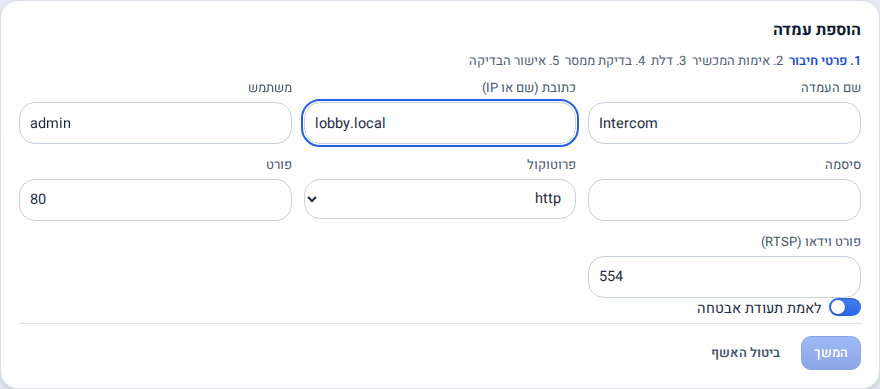 הוספת עמדה
1. פרטי חיבור 2. אימות המכשיר 3. דלת 4. בדיקת ממסר 5. אישור הבדיקה
שם העמדה
כתובת (שם או IP)
משתמש
Intercom
lobby.local
admin
סיסמה
פרוטוקול
פורט
http
80
פורט וידאו (RTSP)
554
לאמת תעודת אבטחה
המשך
ביטול האשף